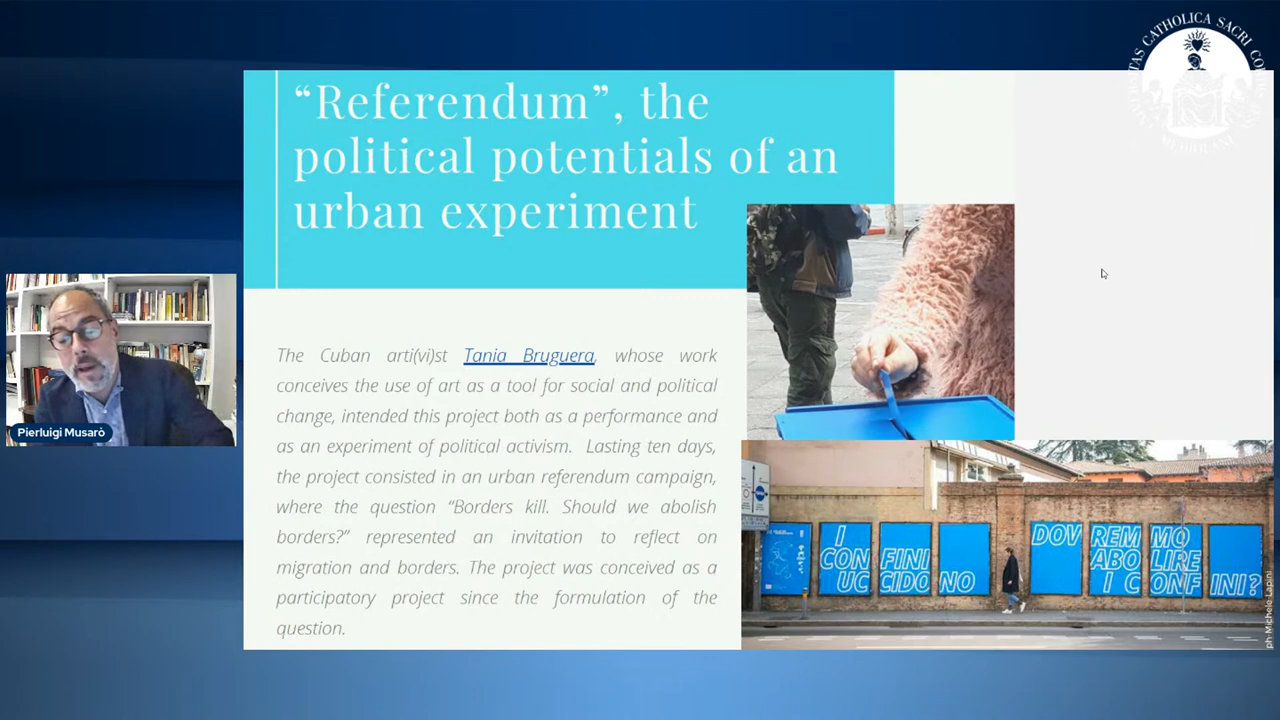 “Referendum”, the
political potentials of an
urban experiment
The Cuban arti(vi)st Tania Bruguera, whose work
conceives the use of art as a tool for social and political
change, intended this project both as a performance and
as an experiment of political activism. Lasting ten days,
the project consisted in an urban referendum campaign,
where the question “Borders kill. Should we abolish
borders?” represented an invitation to reflect on
migration and borders. The project was conceived as a
participatory project since the formulation of the
question.
Pierluigi Musarò
I
CON FINI
UC CIDO NO
DOV REM MO
ABO LIRE
I C ONF INI?
ph. Michele Lapini
CATHOLICA SACRI